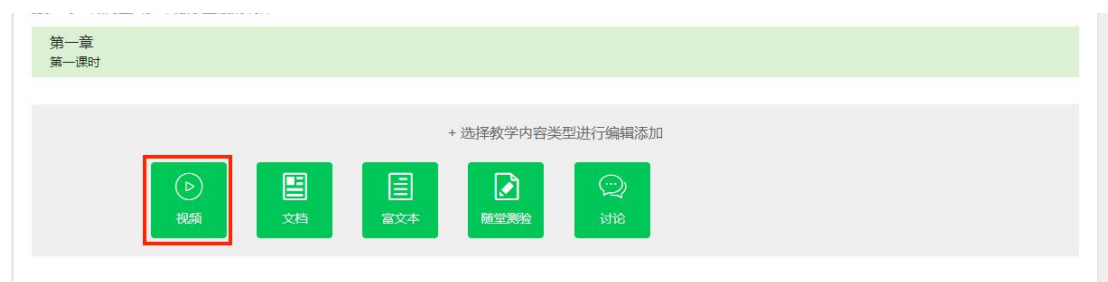 第一章
第一课时
+ 选择教学内容类型进行编辑添加
视频
文档
富文本
随堂测验
讨论